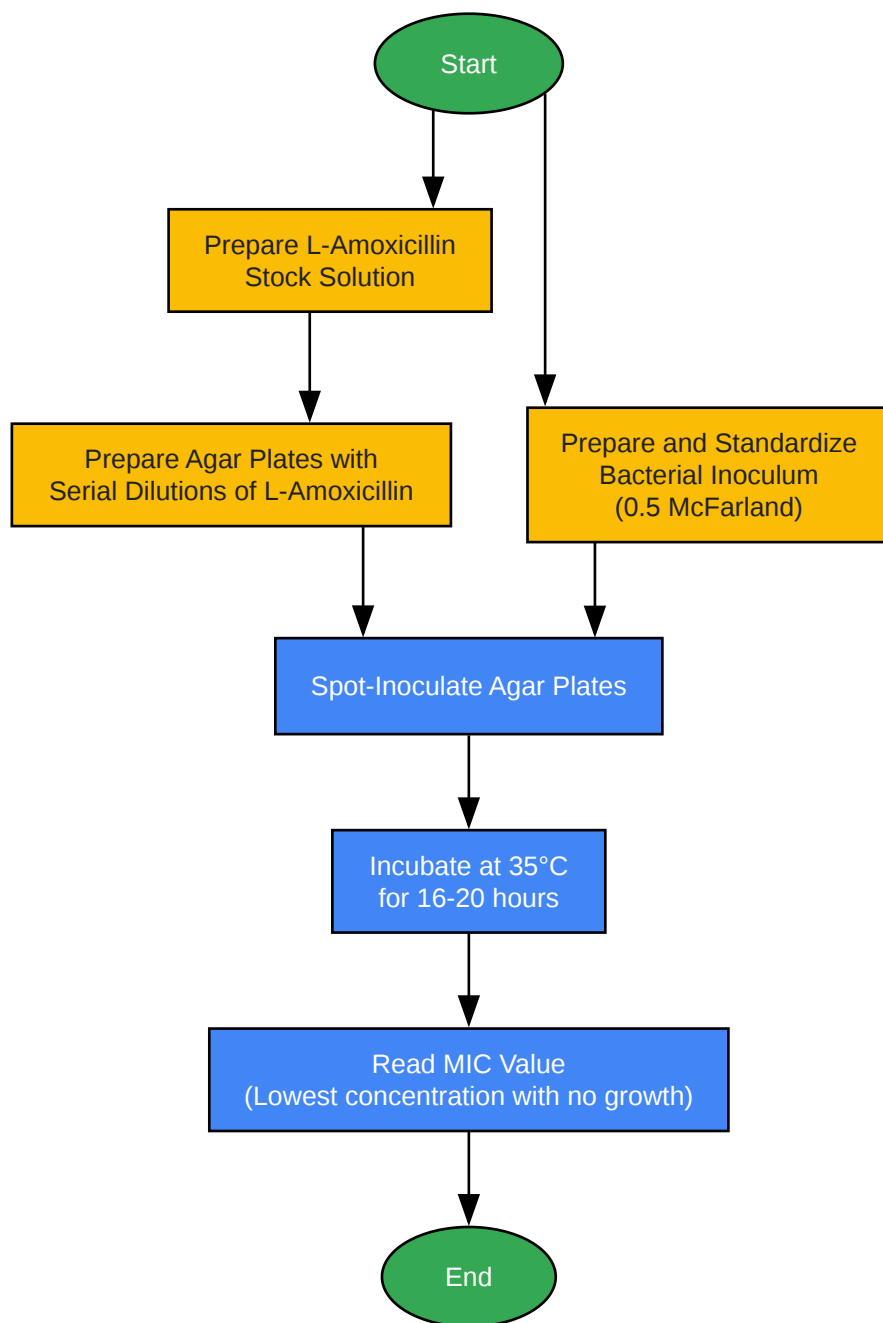 Start
Prepare L-Amoxicillin
Stock Solution
Prepare Agar Plates with
Serial Dilutions of L-Amoxicillin
Prepare and Standardize
Bacterial Inoculum
(0.5 McFarland)
Spot-Inoculate Agar Plates
Incubate at 35°C
for 16-20 hours
Read MIC Value
(Lowest concentration with no growth)
End